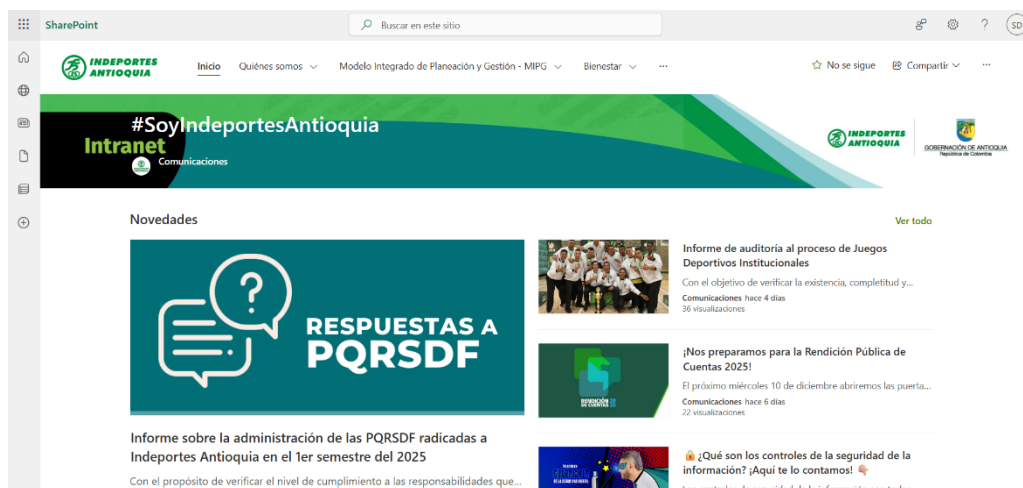 SharePoint
Buscar en este sitio
SD
INDEPORTES
ANTIOQUIA
Inicio
Quiénes somos
Modelo Integrado de Planeación y Gestión - MIPG
Bienestar
...
No se sigue
Compartir
...
#SoyIndeportesAntioquia
Intranet
Comunicaciones
INDEPORTES
ANTIOQUIA
GOBERNACIÓN DE ANTIOQUIA
República de Colombia
Novedades
Ver todo
RESPUESTAS A
PQRSDF
Informe sobre la administración de las PQRSDF radicadas a
Indeportes Antioquia en el 1er semestre del 2025
Con el propósito de verificar el nivel de cumplimiento a las responsabilidades que...
Informe de auditoría al proceso de Juegos
Deportivos Institucionales
Con el objetivo de verificar la existencia, completitud y...
Comunicaciones hace 4 días
36 visualizaciones
RENDICIÓN
DE CUENTAS
¡Nos preparamos para la Rendición Pública de
Cuentas 2025!
El próximo miércoles 10 de diciembre abriremos las puerta...
Comunicaciones hace 6 días
22 visualizaciones
🔒 ¿Qué son los controles de la seguridad de la
información? ¡Aquí te lo contamos! 👇